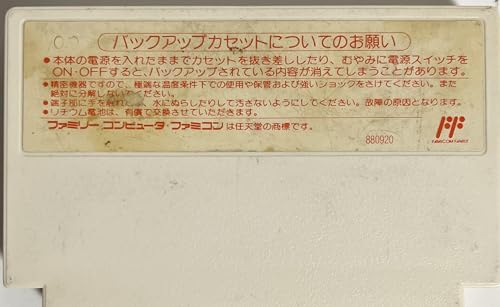 バックアップカセットについてのお願い
●本体の電源を入れたままでカセットを抜き差ししたり、むやみに電源スイッチを
ON・OFFすると、バックアップされている内容が消えてしまうことがあります。
●精密機器ですので、極端な温度条件下での使用や保管および強いショックをさけてください。また
絶対に分解しないでください。
●端子部に手を触れたり、水にぬらしたりして汚さないようにしてください。故障の原因となります。
●リチウム電池は、有償で交換させていただきます。
ファミリーコンピュータ・ファミコンは任天堂の商標です。
880920
FAMICOM FAMILY